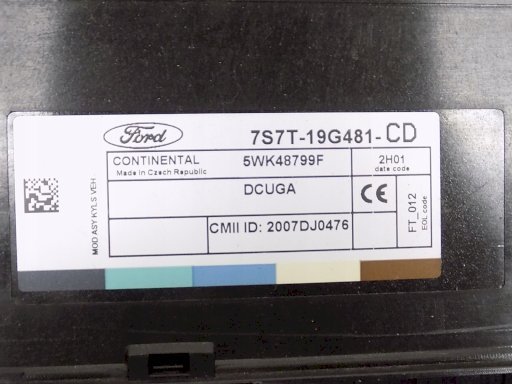 Ford
7S7T-19G481-CD
CONTINENTAL 5WK48799F 2H01
Made in Czech Republic date code
DCUGA
CE
CMII ID: 2007DJ0476
FT_012
EOL code
MOD ASY KYLS VEH